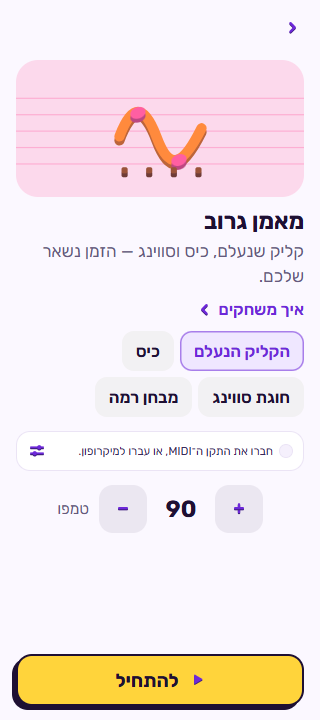 מאמן גרוב
קליק שנעלם, כיס וסווינג — הזמן נשאר
שלכם.
איך משחקים
הקליק הנעלם
כיס
חוגת סווינג
מבחן רמה
חברו את התקן ה־MIDI, או עברו למיקרופון.
+ 90 − טמפו
להתחיל